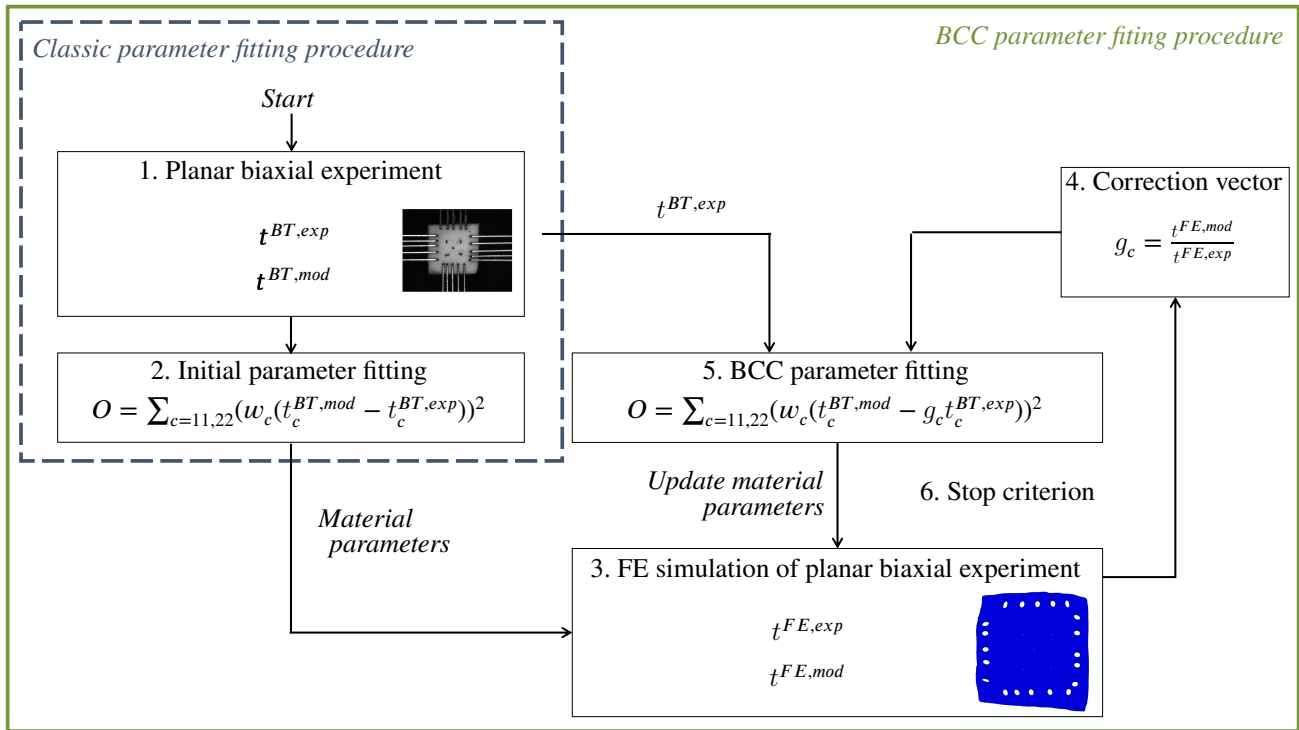 Classic parameter fitting procedure
BCC parameter fiting procedure
Start
1. Planar biaxial experiment
t^{BT,exp}
t^{BT,mod}
t^{BT,exp}
4. Correction vector
g_c = \frac{t^{FE,mod}}{t^{FE,exp}}
2. Initial parameter fitting
O = ∑_{c=11,22}(w_c(t_c^{BT,mod} − t_c^{BT,exp}))^2
5. BCC parameter fitting
O = ∑_{c=11,22}(w_c(t_c^{BT,mod} − g_c t_c^{BT,exp}))^2
Material
parameters
Update material
parameters
6. Stop criterion
3. FE simulation of planar biaxial experiment
t^{FE,exp}
t^{FE,mod}